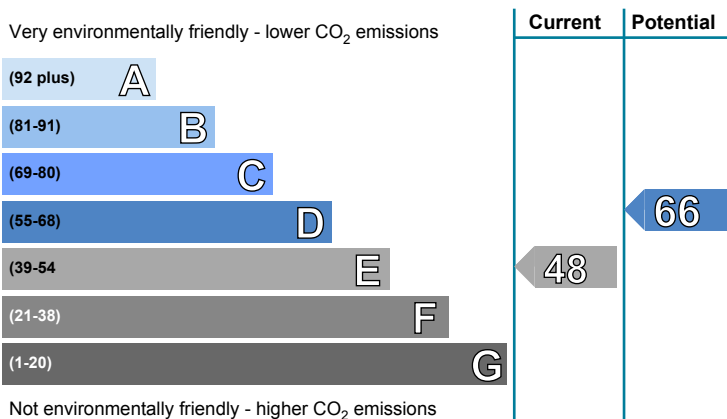 Very environmentally friendly - lower CO2 emissions
Current
Potential
(92 plus) A
(81-91) B
(69-80) C
(55-68) D
66
(39-54 E
48
(21-38) F
(1-20) G
Not environmentally friendly - higher CO2 emissions